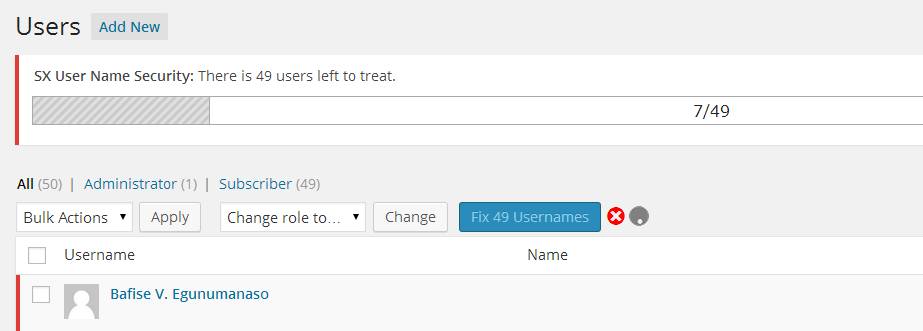 Users Add New
SX User Name Security: There is 49 users left to treat.
7/49
All (50) | Administrator (1) | Subscriber (49)
Bulk Actions Apply Change role to... Change Fix 49 Usernames
Username Name
Bafise V. Egunumanaso